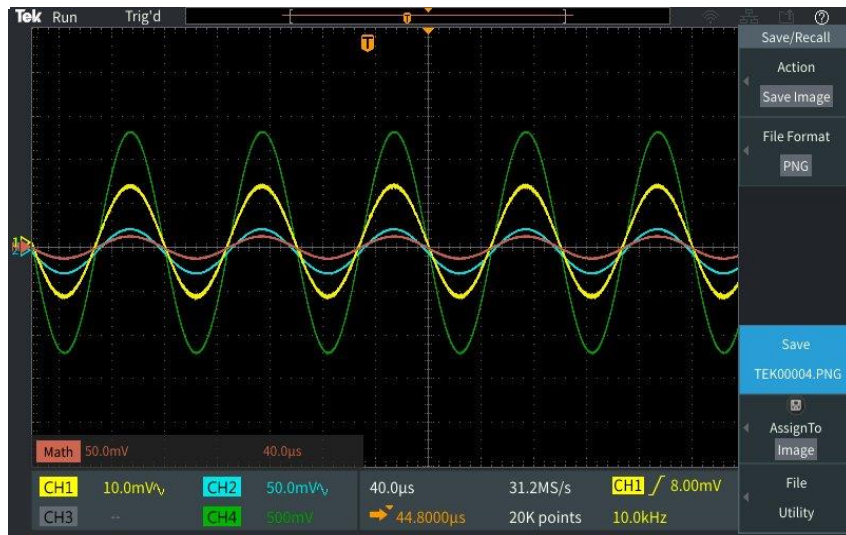 Tek Run Trig'd
T
T
Save/Recall
Action
Save Image
File Format
PNG
Save
TEK00004.PNG
AssignTo
Image
File
Utility
Math 50.0mV 40.0μs
CH1 10.0mV CH2 50.0mV 40.0μs 31.2MS/s CH1 8.00mV
CH3 -- CH4 500mV 44.8000μs 20K points 10.0kHz